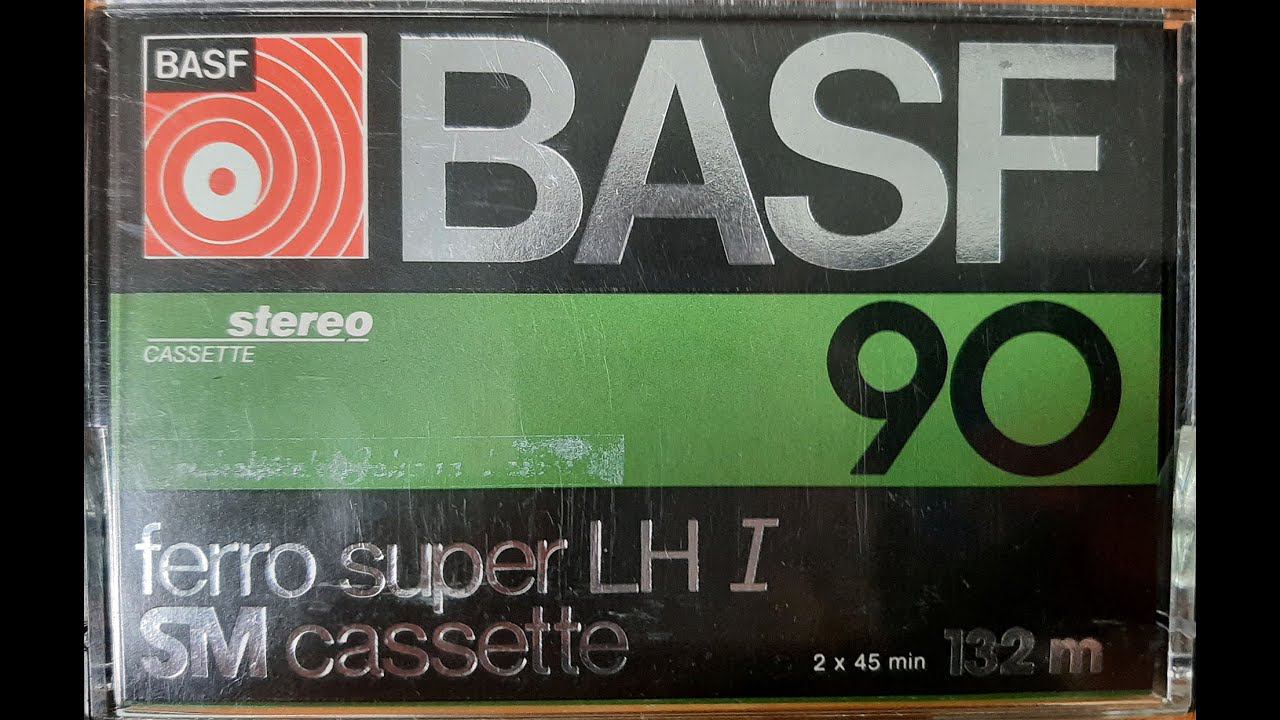 BASF
BASF
stereo
CASSETTE
90
ferro super LH I
SM cassette
2 x 45 min 132 m